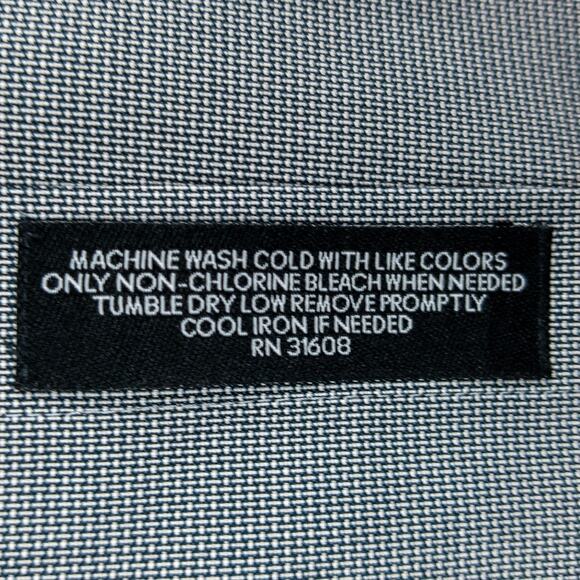 MACHINE WASH COLD WITH LIKE COLORS
ONLY NON-CHLORINE BLEACH WHEN NEEDED
TUMBLE DRY LOW REMOVE PROMPTLY
COOL IRON IF NEEDED
RN 31608